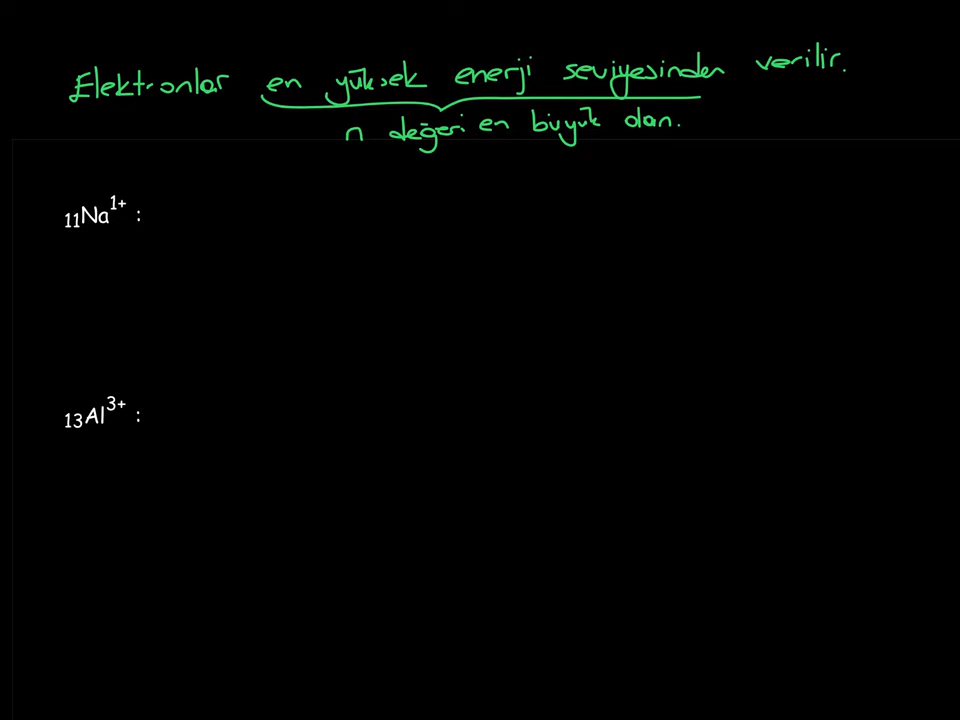 Elektronlar en yüksek enerji seviyesinden verilir.
n değeri en büyük olan.
₁₁Na¹⁺ :
₁₃Al³⁺ :